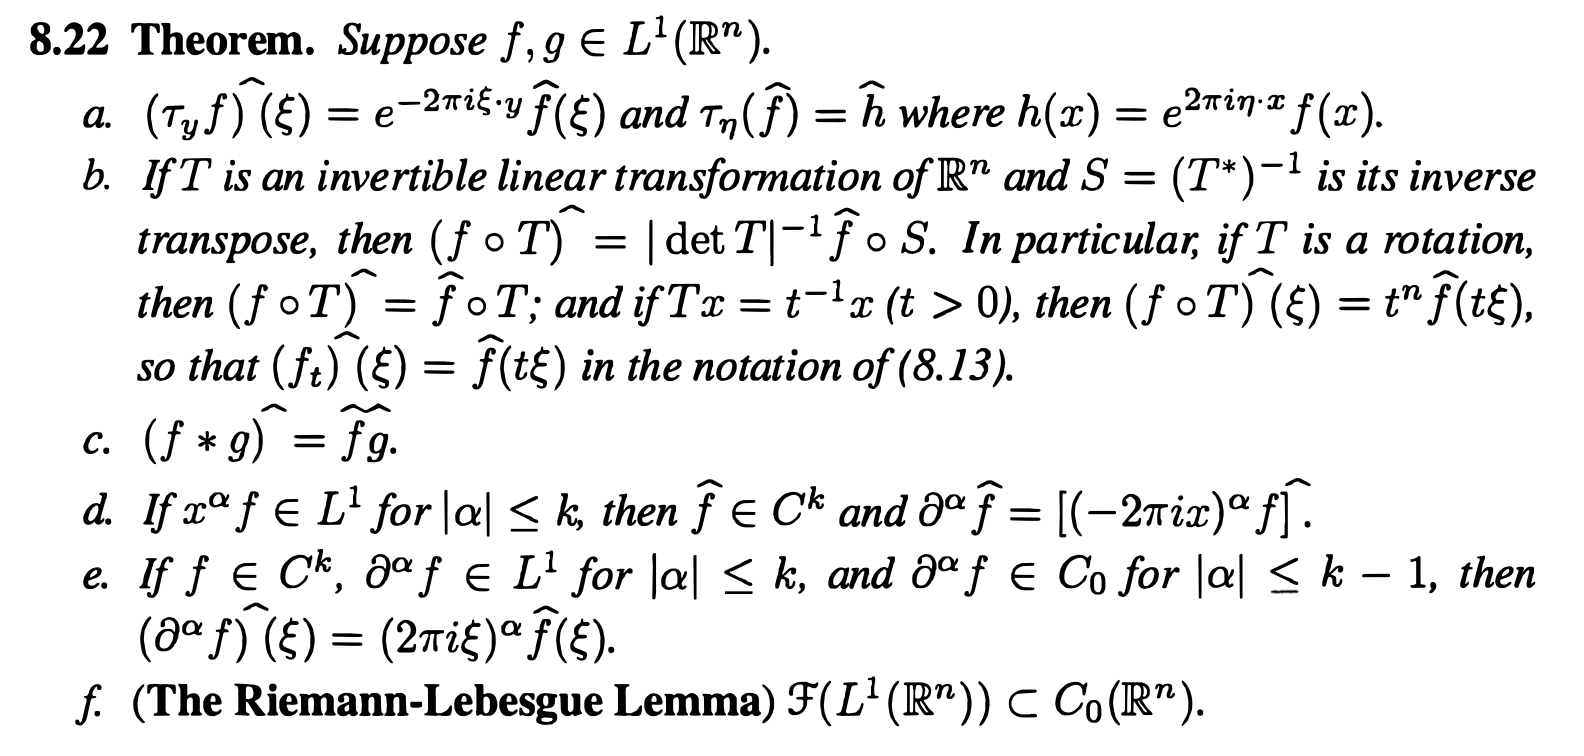 8.22 Theorem. Suppose f, g ∈ L¹(ℝⁿ).
a. (τ_y f)^(ξ) = e^{−2πiξ·y} f̂(ξ) and τ_η(f̂) = ĥ where h(x) = e^{2πiη·x} f(x).
b. If T is an invertible linear transformation of ℝⁿ and S = (T*)⁻¹ is its inverse
transpose, then (f ∘ T)^ = |det T|⁻¹ f̂ ∘ S. In particular, if T is a rotation,
then (f ∘ T)^ = f̂ ∘ T; and if Tx = t⁻¹x (t > 0), then (f ∘ T)^(ξ) = tⁿ f̂(tξ),
so that (f_t)^(ξ) = f̂(tξ) in the notation of (8.13).
c. (f * g)^ = f̂ĝ.
d. If x^α f ∈ L¹ for |α| ≤ k, then f̂ ∈ C^k and ∂^α f̂ = [(−2πix)^α f]^.
e. If f ∈ C^k, ∂^α f ∈ L¹ for |α| ≤ k, and ∂^α f ∈ C₀ for |α| ≤ k − 1, then
(∂^α f)^(ξ) = (2πiξ)^α f̂(ξ).
f. (The Riemann-Lebesgue Lemma) ℱ(L¹(ℝⁿ)) ⊂ C₀(ℝⁿ).